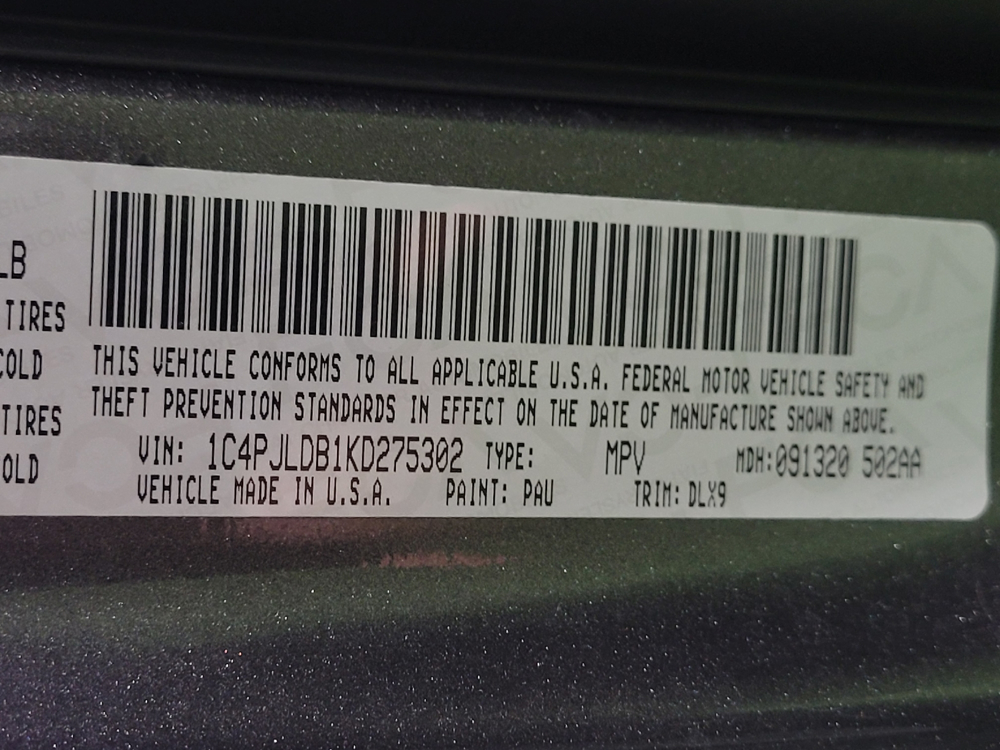 LB
TIRES
COLD
TIRES
OLD
THIS VEHICLE CONFORMS TO ALL APPLICABLE U.S.A. FEDERAL MOTOR VEHICLE SAFETY AND
THEFT PREVENTION STANDARDS IN EFFECT ON THE DATE OF MANUFACTURE SHOWN ABOVE.
VIN: 1C4PJLDB1KD275302 TYPE: MPV MDH:091320 502AA
VEHICLE MADE IN U.S.A. PAINT: PAU TRIM: DLX9